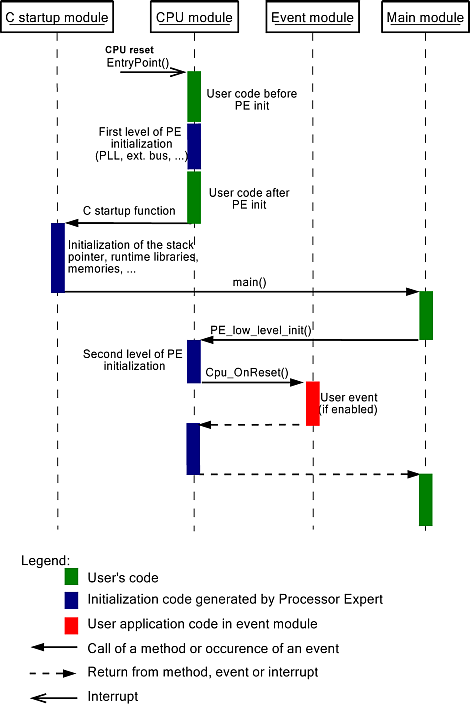 C startup module
CPU module
Event module
Main module
CPU reset
EntryPoint()
User code before
PE init
First level of PE
initialization
(PLL, ext. bus, ...)
User code after
PE init
C startup function
Initialization of the stack
pointer, runtime libraries,
memories, ...
main()
PE_low_level_init()
Second level of PE
initialization
Cpu_OnReset()
User event
(if enabled)
Legend:
User's code
Initialization code generated by Processor Expert
User application code in event module
Call of a method or occurence of an event
Return from method, event or interrupt
Interrupt